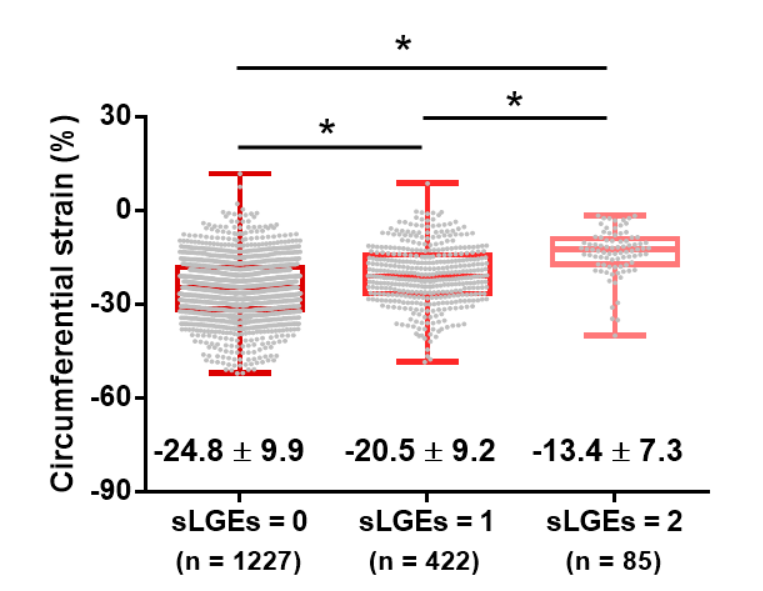 *
*
*
Circumferential strain (%)
30
0
-30
-60
-90
-24.8 ± 9.9 -20.5 ± 9.2 -13.4 ± 7.3
sLGEs = 0 sLGEs = 1 sLGEs = 2
(n = 1227) (n = 422) (n = 85)